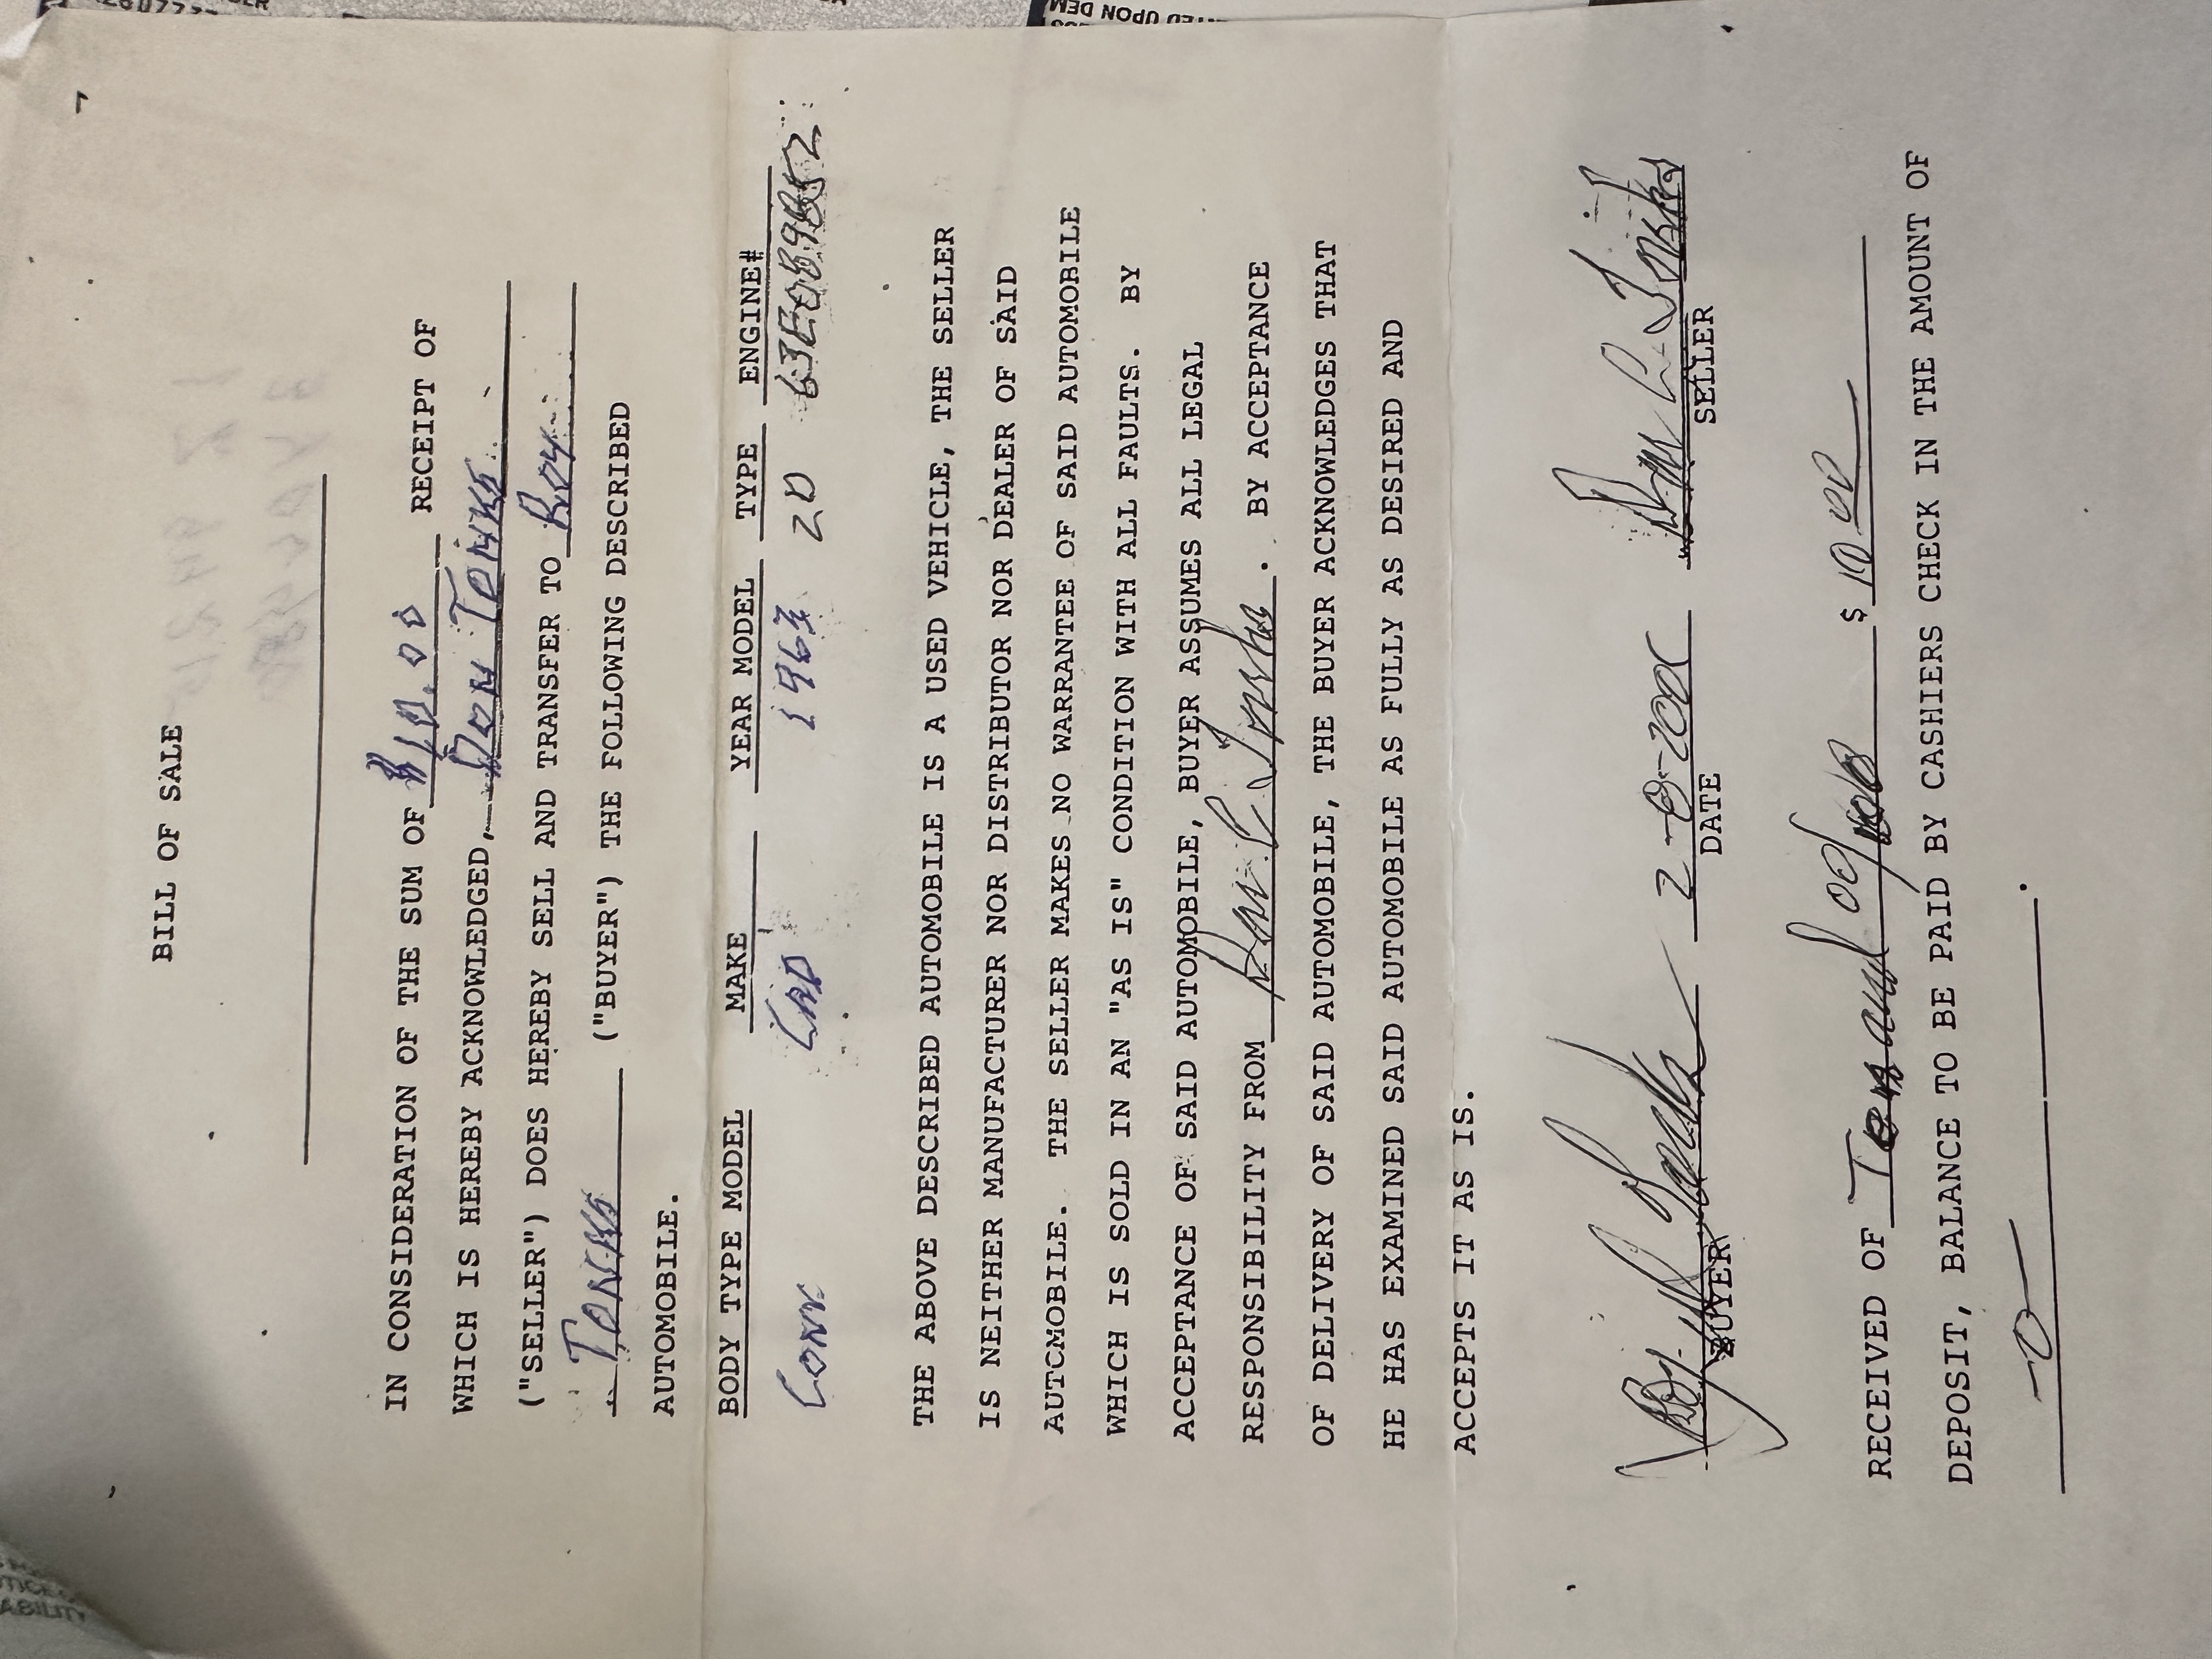 BILL OF SALE
IN CONSIDERATION OF THE SUM OF $10.00 RECEIPT OF
WHICH IS HEREBY ACKNOWLEDGED, Don
("SELLER") DOES HEREBY SELL AND TRANSFER TO Roy
("BUYER") THE FOLLOWING DESCRIBED
AUTOMOBILE.
BODY TYPE MODEL MAKE YEAR MODEL TYPE ENGINE#
Conv CAD 1963 2D
THE ABOVE DESCRIBED AUTOMOBILE IS A USED VEHICLE, THE SELLER
IS NEITHER MANUFACTURER NOR DISTRIBUTOR NOR DEALER OF SAID
AUTOMOBILE. THE SELLER MAKES NO WARRANTEE OF SAID AUTOMOBILE
WHICH IS SOLD IN AN "AS IS" CONDITION WITH ALL FAULTS. BY
ACCEPTANCE OF SAID AUTOMOBILE, BUYER ASSUMES ALL LEGAL
RESPONSIBILITY FROM . BY ACCEPTANCE
OF DELIVERY OF SAID AUTOMOBILE, THE BUYER ACKNOWLEDGES THAT
HE HAS EXAMINED SAID AUTOMOBILE AS FULLY AS DESIRED AND
ACCEPTS IT AS IS.
BUYER DATE SELLER
RECEIVED OF $ 10.00
DEPOSIT, BALANCE TO BE PAID BY CASHIERS CHECK IN THE AMOUNT OF
-0- .